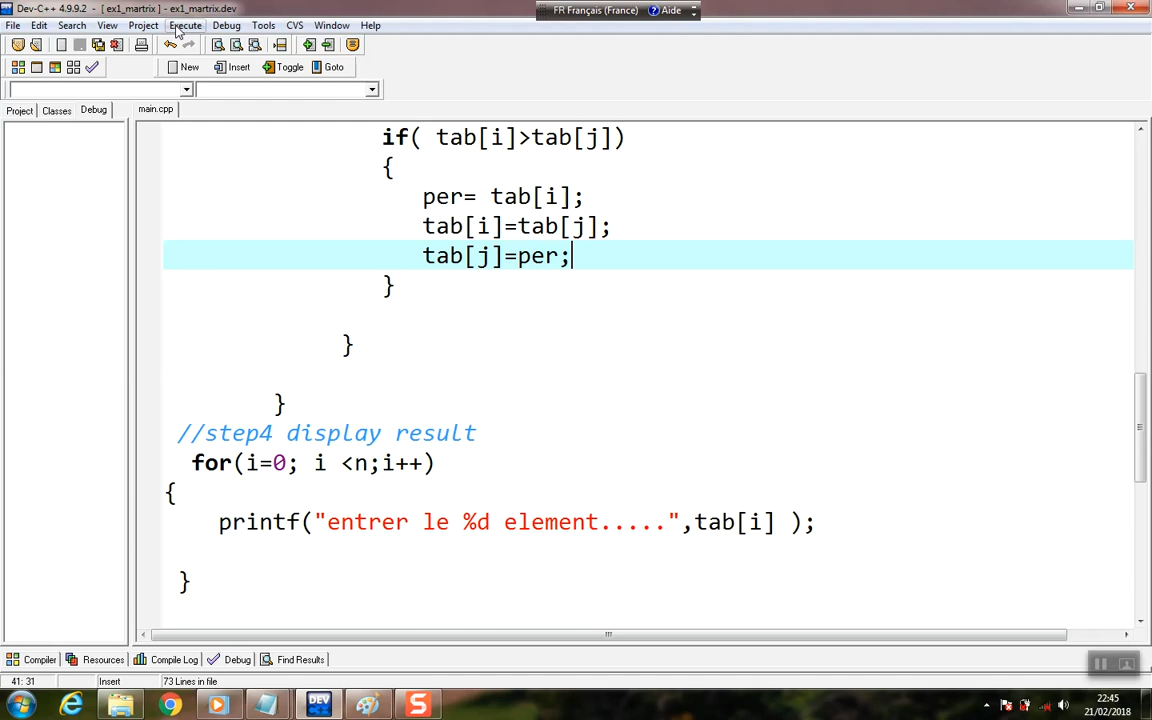 Dev-C++ 4.9.9.2 - [ ex1_martrix ] - ex1_martrix.dev
FR Français (France) Aide
File Edit Search View Project Execute Debug Tools CVS Window Help
New Insert Toggle Goto
Project Classes Debug main.cpp
if( tab[i]>tab[j])
{
per= tab[i];
tab[i]=tab[j];
tab[j]=per;
}
}
}
//step4 display result
for(i=0; i <n;i++)
{
printf("entrer le %d element.....",tab[i] );
}
Compiler Resources Compile Log Debug Find Results
41: 31 Insert 73 Lines in file
DEV S 22:45
21/02/2018